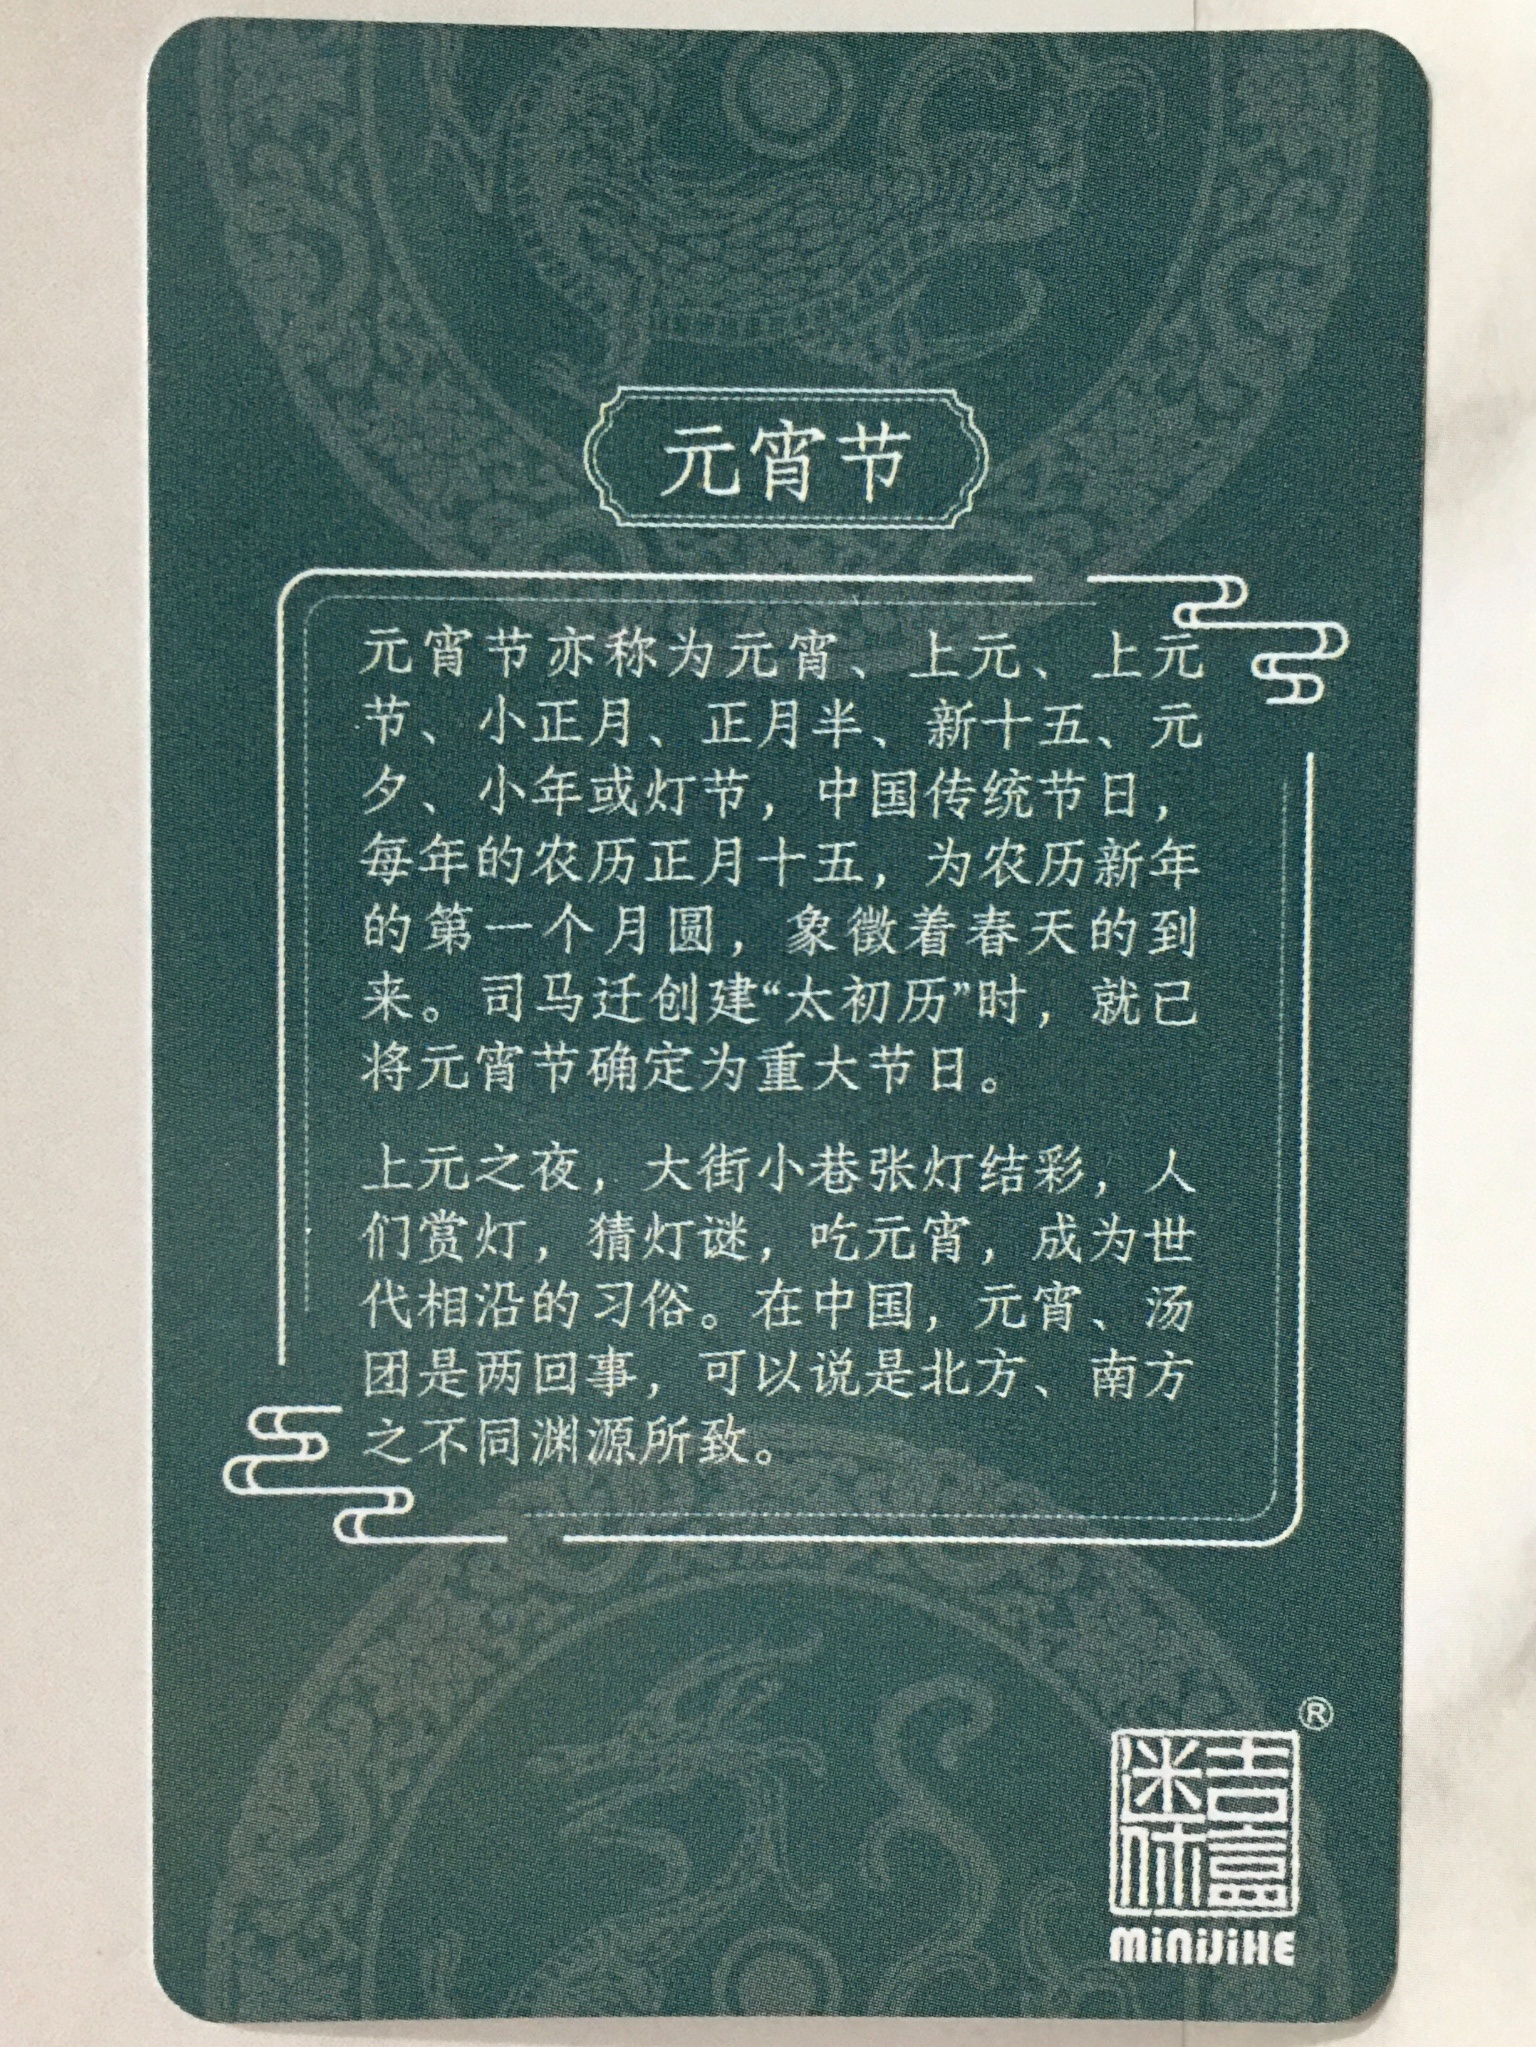 元宵节
元宵节亦称为元宵、上元、上元
节、小正月、正月半、新十五、元
夕、小年或灯节，中国传统节日，
每年的农历正月十五，为农历新年
的第一个月圆，象徵着春天的到
来。司马迁创建“太初历”时，就已
将元宵节确定为重大节日。
上元之夜，大街小巷张灯结彩，人
们赏灯，猜灯谜，吃元宵，成为世
代相沿的习俗。在中国，元宵、汤
团是两回事，可以说是北方、南方
之不同渊源所致。
®
迷吉
你盒
MiNiJiHE